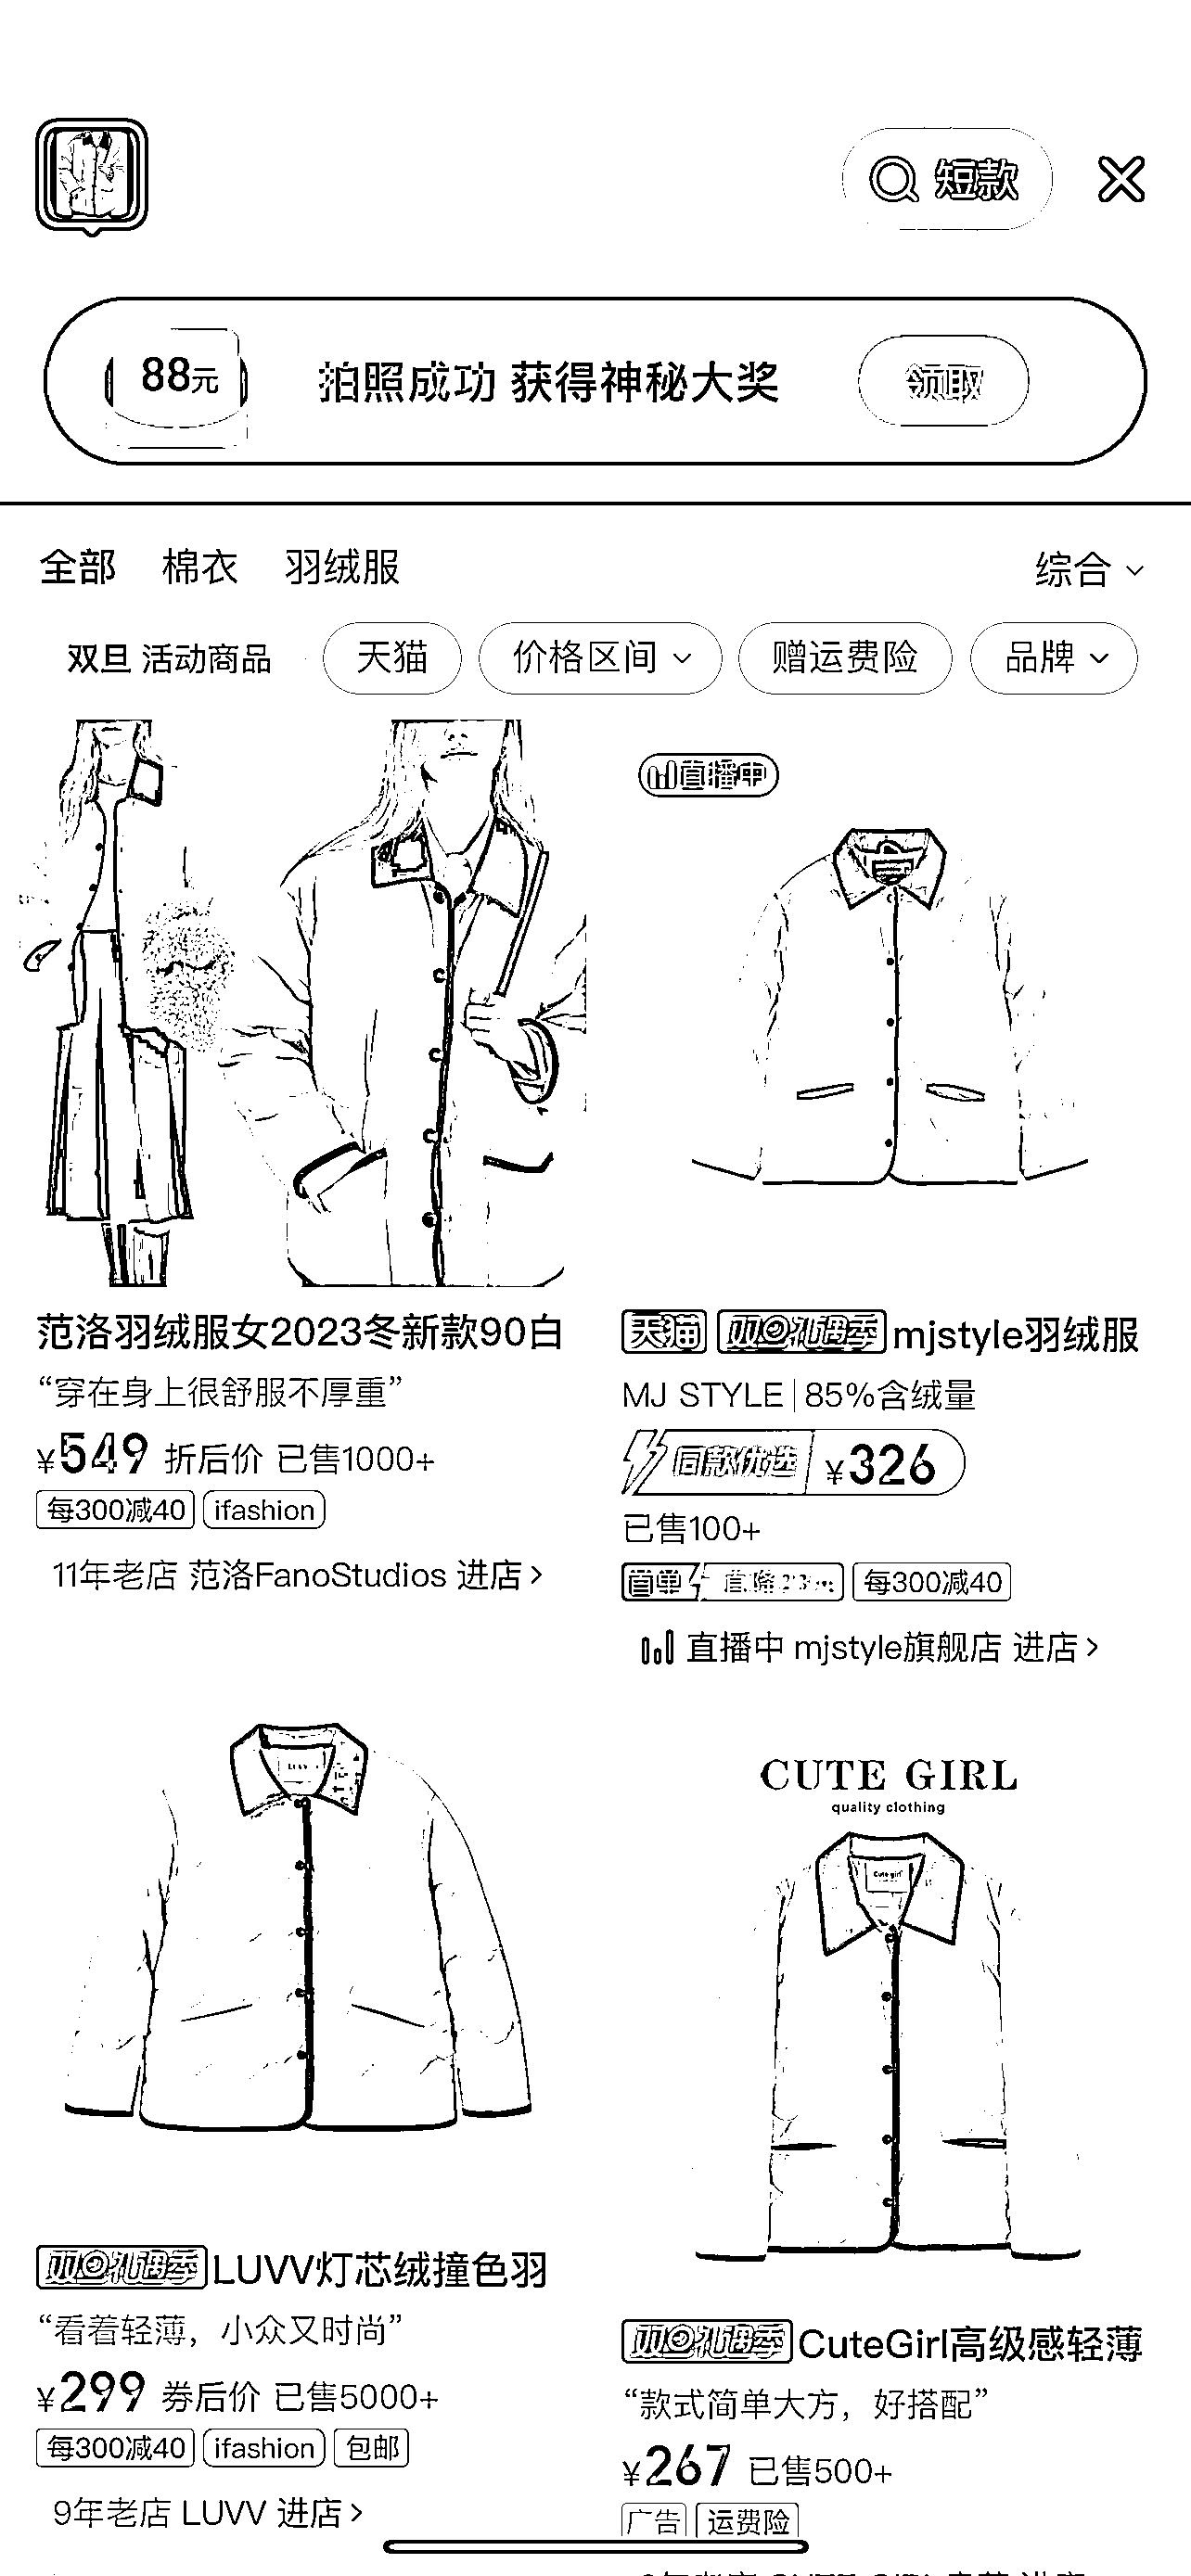 短款
88元 拍照成功 获得神秘大奖 领取
全部 棉衣 羽绒服 综合
双旦 活动商品 天猫 价格区间 赠运费险 品牌
直播中
范洛羽绒服女2023冬新款90白
“穿在身上很舒服不厚重”
¥549 折后价 已售1000+
每300减40 ifashion
11年老店 范洛FanoStudios 进店
天猫 双旦礼遇季 mjstyle羽绒服
MJ STYLE | 85%含绒量
同款优选 ¥326
已售100+
首单 直降 每300减40
直播中 mjstyle旗舰店 进店
双旦礼遇季 LUVV灯芯绒撞色羽
“看着轻薄，小众又时尚”
¥299 券后价 已售5000+
每300减40 ifashion 包邮
9年老店 LUVV 进店
CUTE GIRL
quality clothing
Cute girl
双旦礼遇季 CuteGirl高级感轻薄
“款式简单大方，好搭配”
¥267 已售500+
广告 运费险